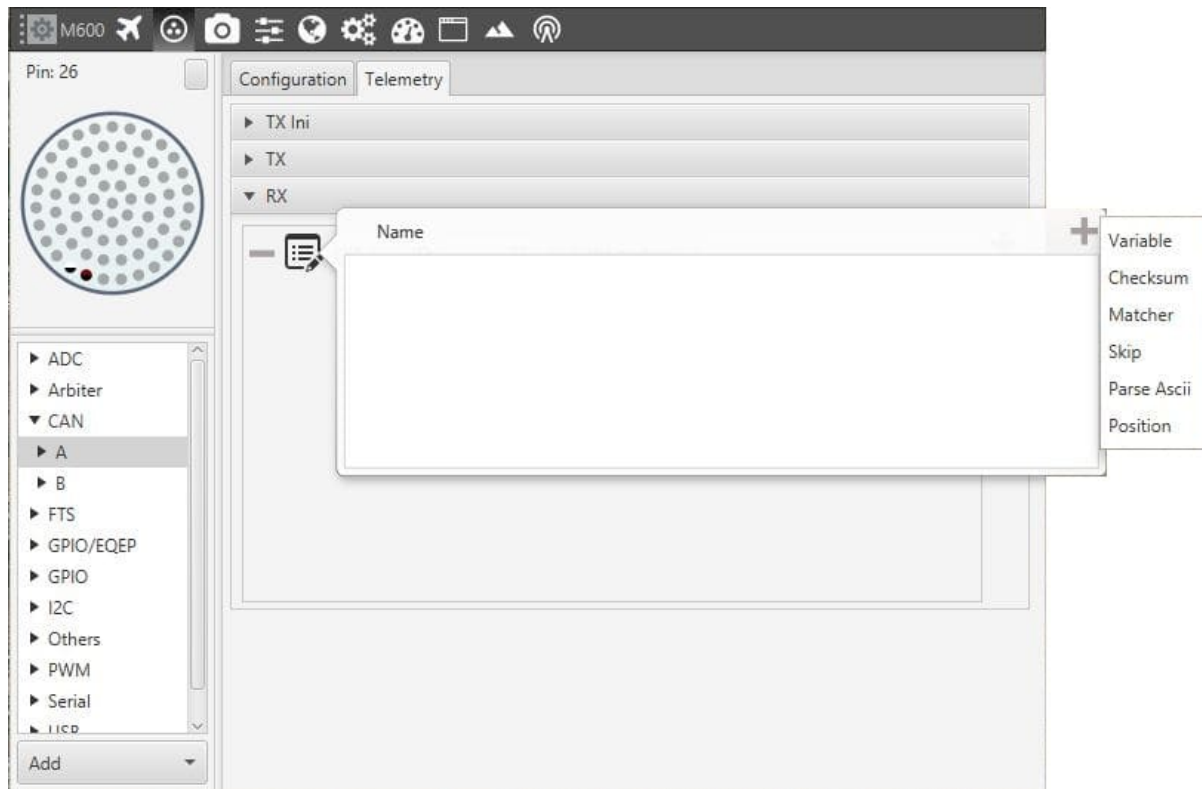 M600
Pin: 26
Configuration
Telemetry
TX Ini
TX
RX
Name
Variable
Checksum
Matcher
Skip
Parse Ascii
Position
ADC
Arbiter
CAN
A
B
FTS
GPIO/EQEP
GPIO
I2C
Others
PWM
Serial
USB
Add